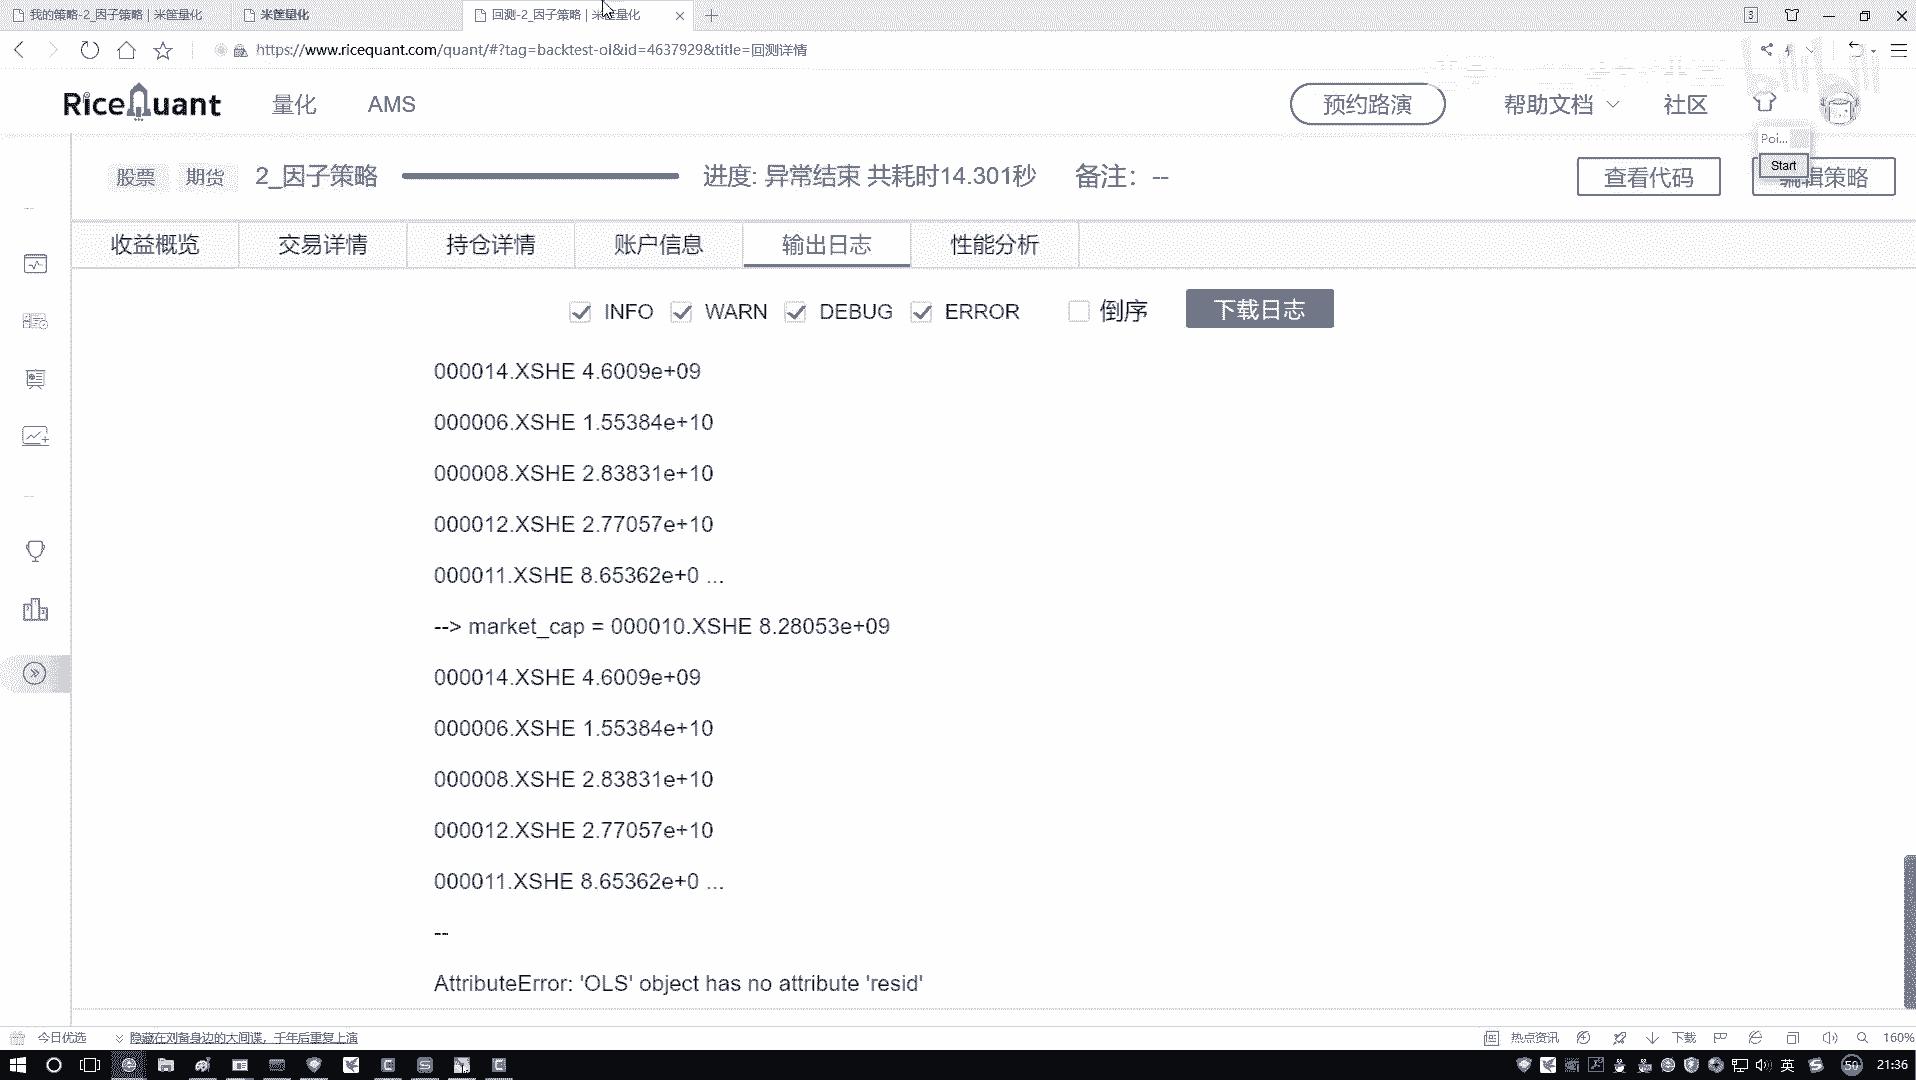 我的策略-2_因子策略 | 米筐量化
米筐量化
回测-2_因子策略 | 米筐量化
3
https://www.ricequant.com/quant/#?tag=backtest-ol&id=4637929&title=回测详情
RiceQuant
量化
AMS
预约路演
帮助文档
社区
Poi...
Start
股票
期货
2_因子策略
进度: 异常结束 共耗时14.301秒
备注: --
查看代码
编辑策略
收益概览
交易详情
持仓详情
账户信息
输出日志
性能分析
INFO
WARN
DEBUG
ERROR
倒序
下载日志
000014.XSHE 4.6009e+09
000006.XSHE 1.55384e+10
000008.XSHE 2.83831e+10
000012.XSHE 2.77057e+10
000011.XSHE 8.65362e+0 ...
--> market_cap = 000010.XSHE 8.28053e+09
000014.XSHE 4.6009e+09
000006.XSHE 1.55384e+10
000008.XSHE 2.83831e+10
000012.XSHE 2.77057e+10
000011.XSHE 8.65362e+0 ...
--
AttributeError: 'OLS' object has no attribute 'resid'
今日优选
隐藏在刘备身边的大间谍，千年后重复上演
热点资讯
下载
160%
英
50
21:36